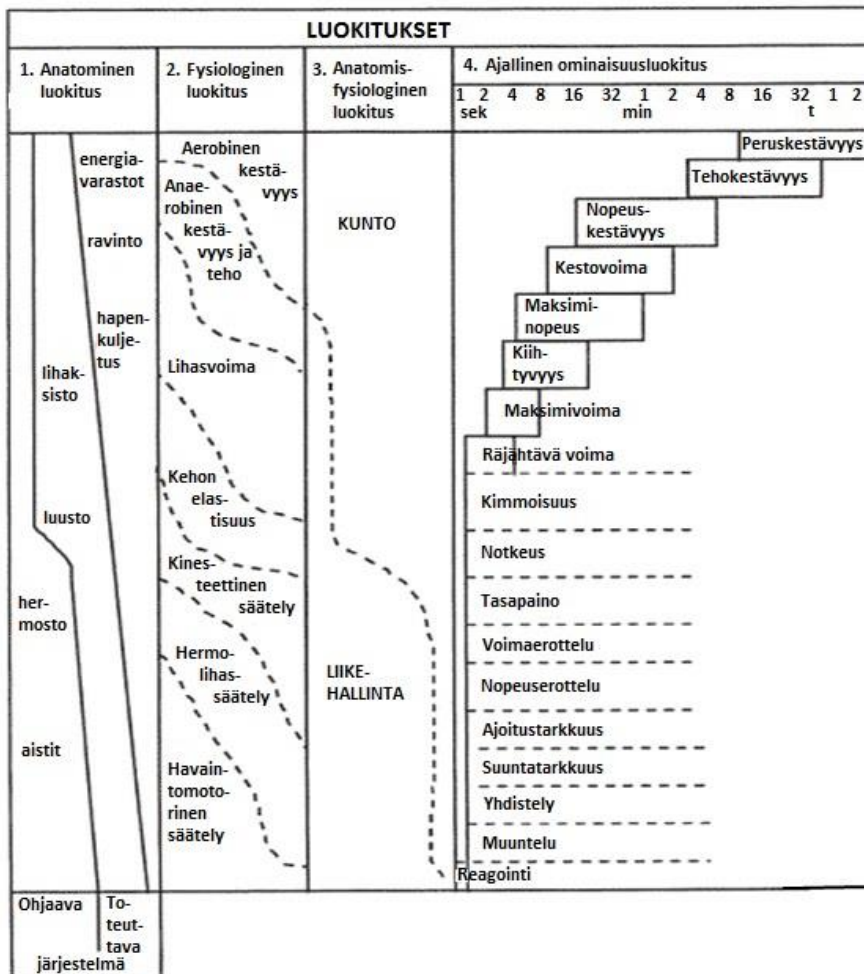 LUOKITUKSET
1. Anatominen
luokitus
2. Fysiologinen
luokitus
3. Anatomis-
fysiologinen
luokitus
4. Ajallinen ominaisuusluokitus
1 2 4 8 16 32 1 2 4 8 16 32 1 2
sek min t
energia-
varastot
ravinto
hapen-
kulje-
tus
lihak-
sisto
luusto
her-
mosto
aistit
Ohjaava
To-
teut-
tava
järjestelmä
Aerobinen
kestä-
vyys
Anae-
robinen
kestä-
vyys ja
teho
Lihasvoima
Kehon
elas-
tisuus
Kines-
teettinen
säätely
Hermo-
lihas-
säätely
Havain-
tomoto-
rinen
säätely
KUNTO
LIIKE-
HALLINTA
Peruskestävyys
Tehokestävyys
Nopeus-
kestävyys
Kestovoima
Maksimi-
nopeus
Kiih-
tyvyys
Maksimivoima
Räjähtävä voima
Kimmoisuus
Notkeus
Tasapaino
Voimaerottelu
Nopeuserottelu
Ajoitustarkkuus
Suuntatarkkuus
Yhdistely
Muuntelu
Reagointi